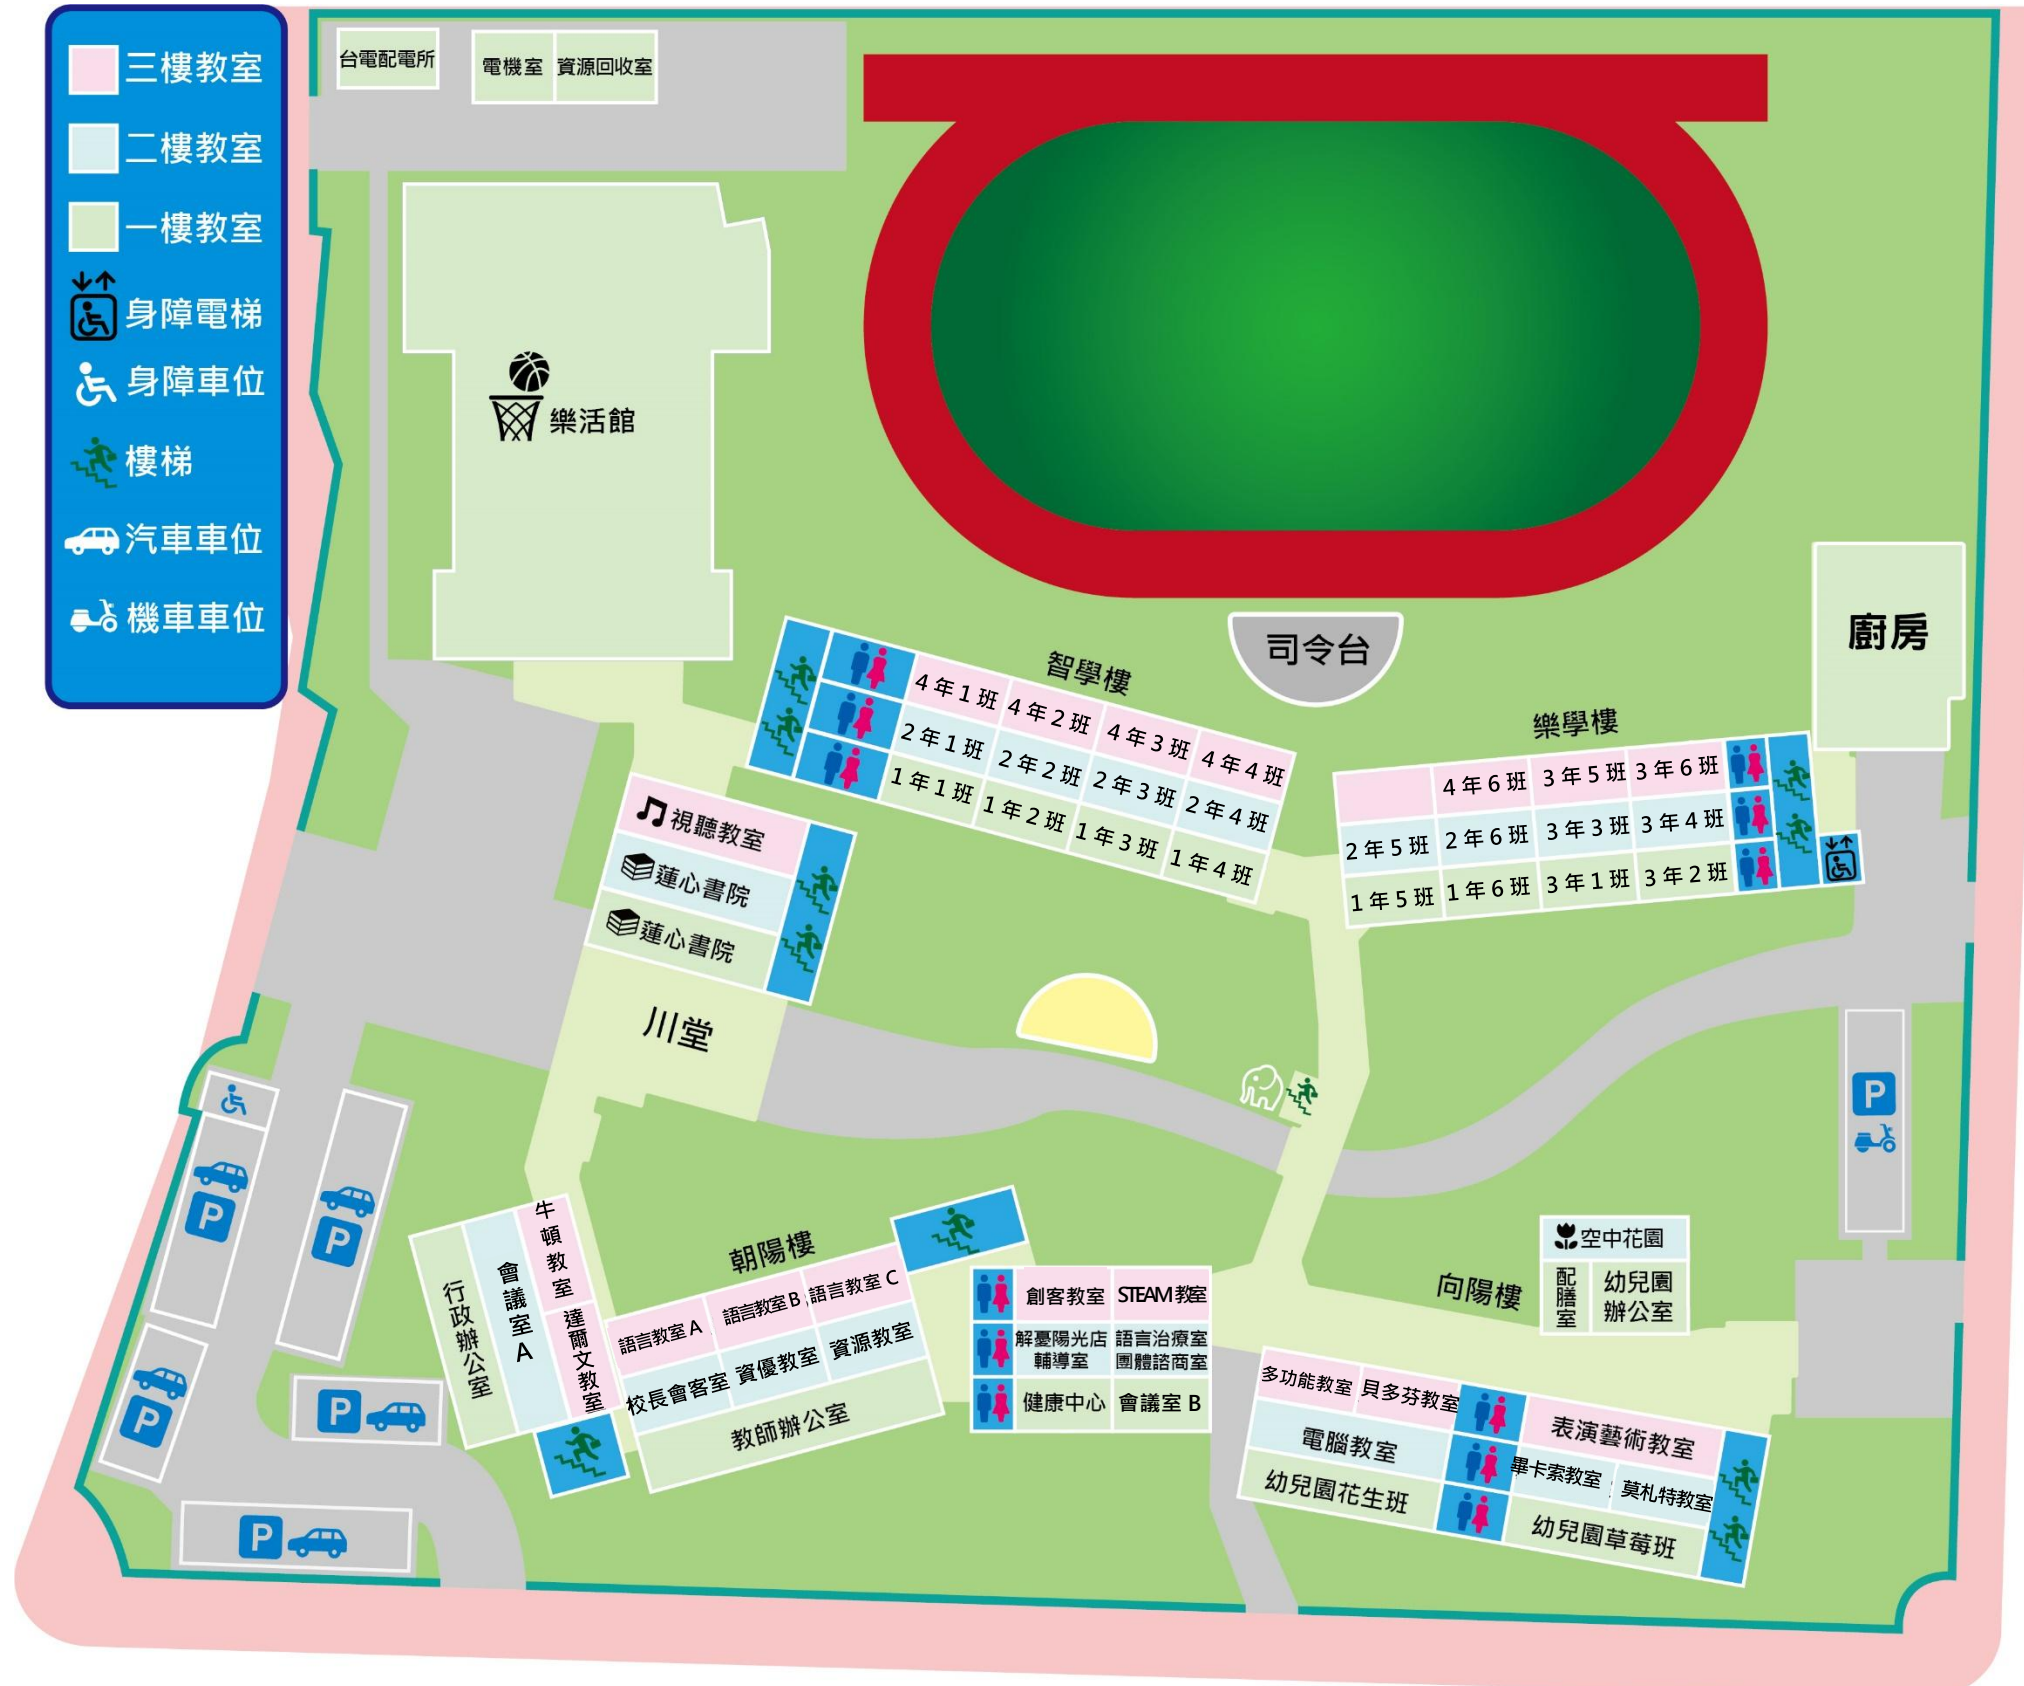 三樓教室
二樓教室
一樓教室
身障電梯
身障車位
樓梯
汽車車位
機車車位
台電配電所
電機室
資源回收室
樂活館
司令台
廚房
智學樓
4年1班
4年2班
4年3班
4年4班
2年1班
2年2班
2年3班
2年4班
1年1班
1年2班
1年3班
1年4班
樂學樓
4年6班
3年5班
3年6班
2年5班
2年6班
3年3班
3年4班
1年5班
1年6班
3年1班
3年2班
視聽教室
蓮心書院
蓮心書院
川堂
P
P
P
P
P
P
行政辦公室
會議室A
牛頓教室
達爾文教室
朝陽樓
語言教室A
語言教室B
語言教室C
校長會客室
資優教室
資源教室
教師辦公室
創客教室
STEAM教室
解憂陽光店
輔導室
語言治療室
團體諮商室
健康中心
會議室B
向陽樓
空中花園
配膳室
幼兒園
辦公室
多功能教室
貝多芬教室
表演藝術教室
電腦教室
畢卡索教室
莫札特教室
幼兒園花生班
幼兒園草莓班